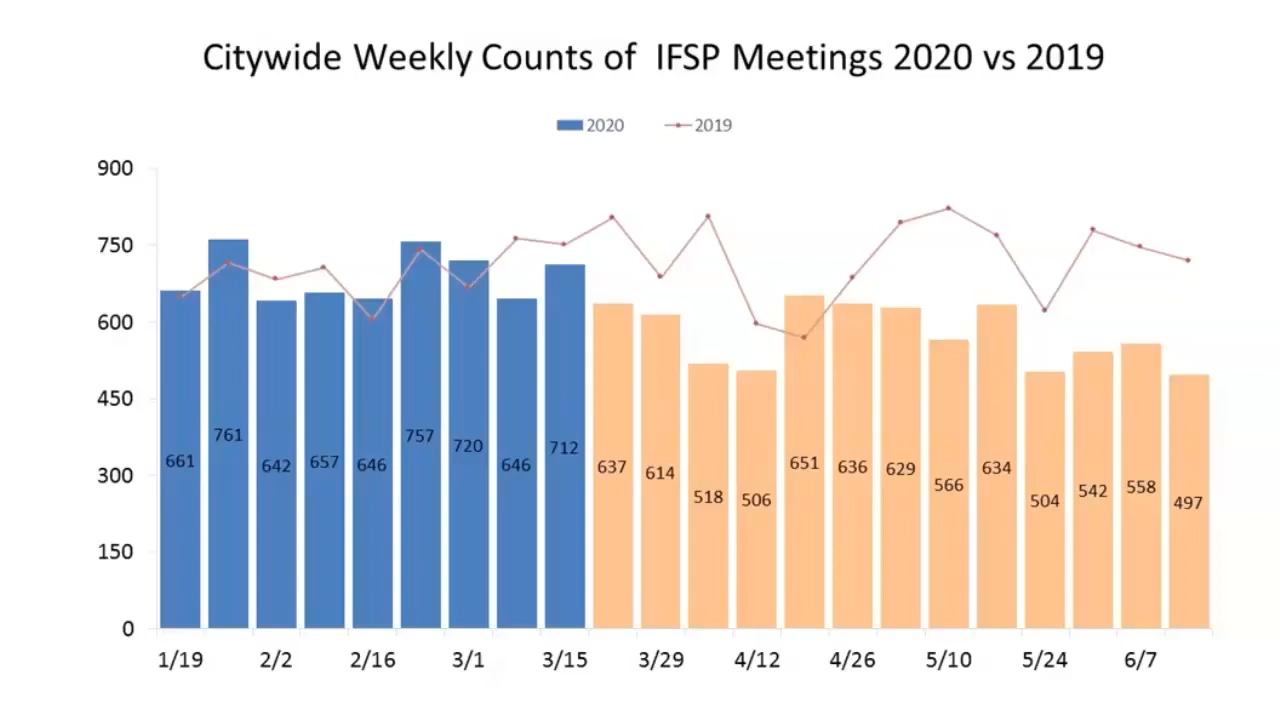 Citywide Weekly Counts of IFSP Meetings 2020 vs 2019
2020 2019
900
750
600
450
300
150
0
661 761 642 657 646 757 720 646 712 637 614 518 506 651 636 629 566 634 504 542 558 497
1/19 2/2 2/16 3/1 3/15 3/29 4/12 4/26 5/10 5/24 6/7